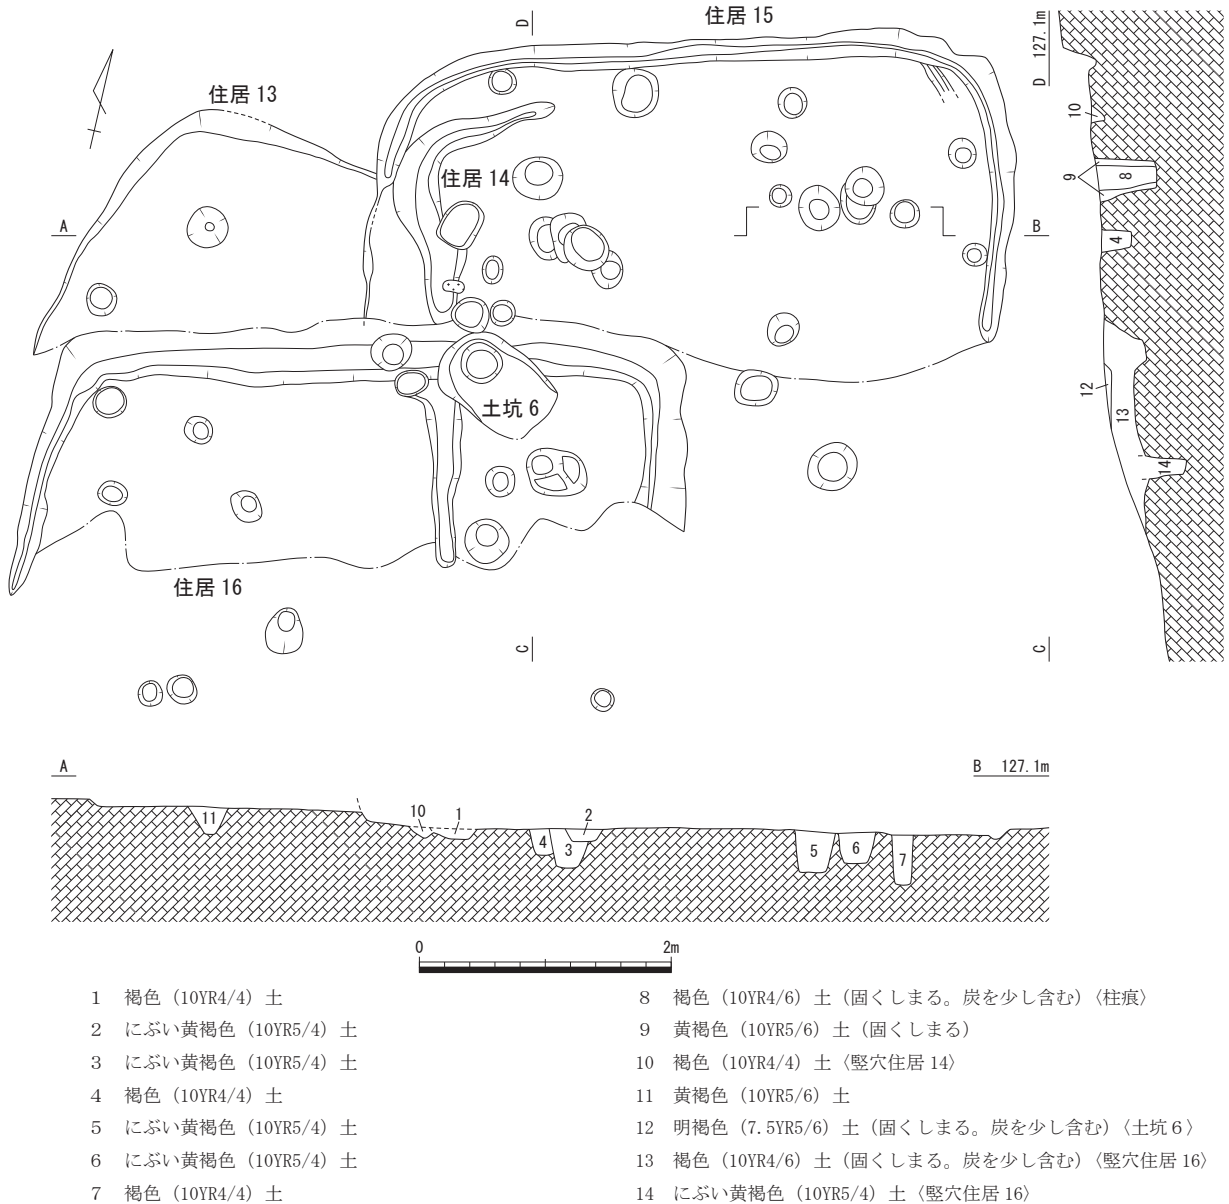 住居 15
D
D 127.1m
住居 13
10
住居 14
9
8
A
B
4
12
13
土坑 6
14
住居 16
C
C
A
B 127.1m
10
1
2
11
4
3
5
6
7
0
2m
1 褐色（10YR4/4）土
2 にぶい黄褐色（10YR5/4）土
3 にぶい黄褐色（10YR5/4）土
4 褐色（10YR4/4）土
5 にぶい黄褐色（10YR5/4）土
6 にぶい黄褐色（10YR5/4）土
7 褐色（10YR4/4）土
8 褐色（10YR4/6）土（固くしまる。炭を少し含む）〈柱痕〉
9 黄褐色（10YR5/6）土（固くしまる）
10 褐色（10YR4/4）土〈竪穴住居 14〉
11 黄褐色（10YR5/6）土
12 明褐色（7.5YR5/6）土（固くしまる。炭を少し含む）〈土坑６〉
13 褐色（10YR4/6）土（固くしまる。炭を少し含む）〈竪穴住居 16〉
14 にぶい黄褐色（10YR5/4）土〈竪穴住居 16〉